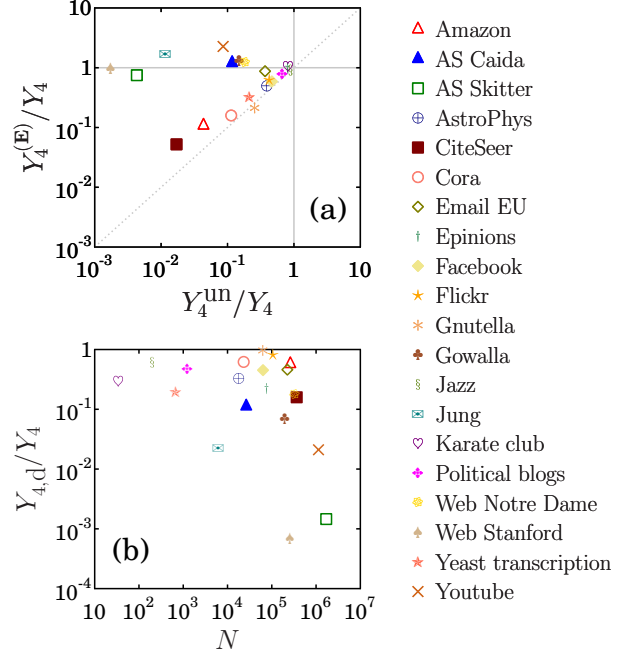 10
1
10^-1
10^-2
10^-3
Y_4^(E)/Y_4
(a)
10^-3 10^-2 10^-1 1 10
Y_4^un/Y_4
1
10^-1
10^-2
10^-3
10^-4
Y_4,d/Y_4
(b)
10 10^2 10^3 10^4 10^5 10^6 10^7
N
Amazon
AS Caida
AS Skitter
AstroPhys
CiteSeer
Cora
Email EU
Epinions
Facebook
Flickr
Gnutella
Gowalla
Jazz
Jung
Karate club
Political blogs
Web Notre Dame
Web Stanford
Yeast transcription
Youtube